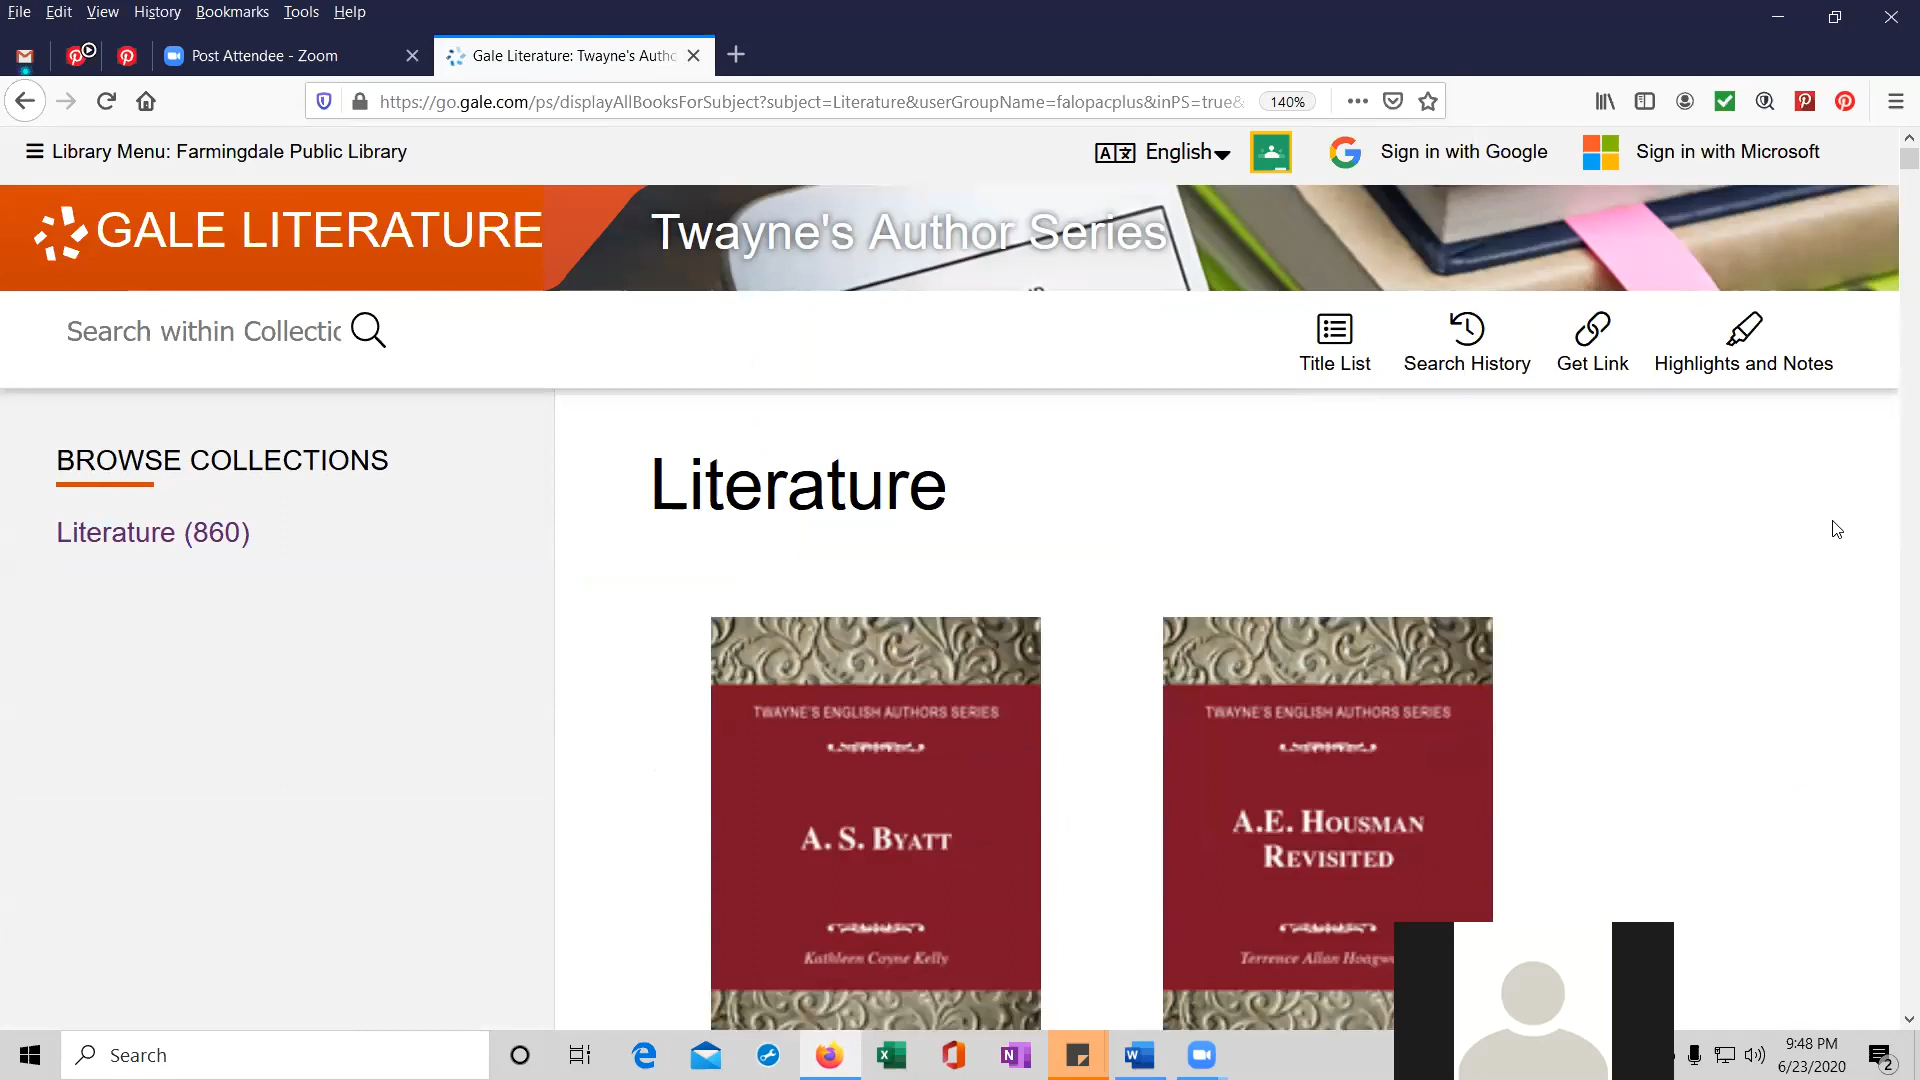 File Edit View History Bookmarks Tools Help
Post Attendee - Zoom
Gale Literature: Twayne's Autho
https://go.gale.com/ps/displayAllBooksForSubject?subject=Literature&userGroupName=falopacplus&inPS=true&
140%
Library Menu: Farmingdale Public Library
English
Sign in with Google
Sign in with Microsoft
GALE LITERATURE
Twayne's Author Series
Search within Collectic
Title List
Search History
Get Link
Highlights and Notes
BROWSE COLLECTIONS
Literature (860)
Literature
TWAYNE'S ENGLISH AUTHORS SERIES
A. S. BYATT
Kathleen Coyne Kelly
TWAYNE'S ENGLISH AUTHORS SERIES
A.E. HOUSMAN
REVISITED
Terrence Allan
Search
9:48 PM
6/23/2020
2